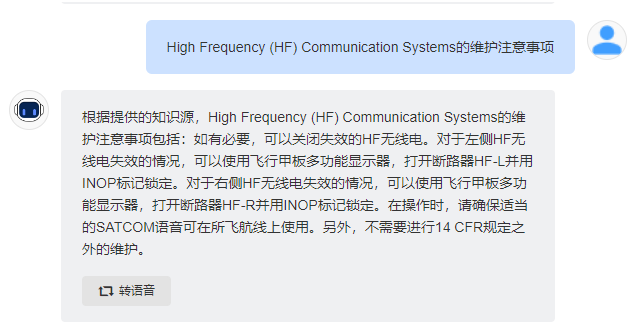 High Frequency (HF) Communication Systems的维护注意事项
根据提供的知识源，High Frequency (HF) Communication Systems的维
护注意事项包括：如有必要，可以关闭失效的HF无线电。对于左侧HF无
线电失效的情况，可以使用飞行甲板多功能显示器，打开断路器HF-L并用
INOP标记锁定。对于右侧HF无线电失效的情况，可以使用飞行甲板多功
能显示器，打开断路器HF-R并用INOP标记锁定。在操作时，请确保适当
的SATCOM语音可在所飞航线上使用。另外，不需要进行14 CFR规定之
外的维护。
转语音